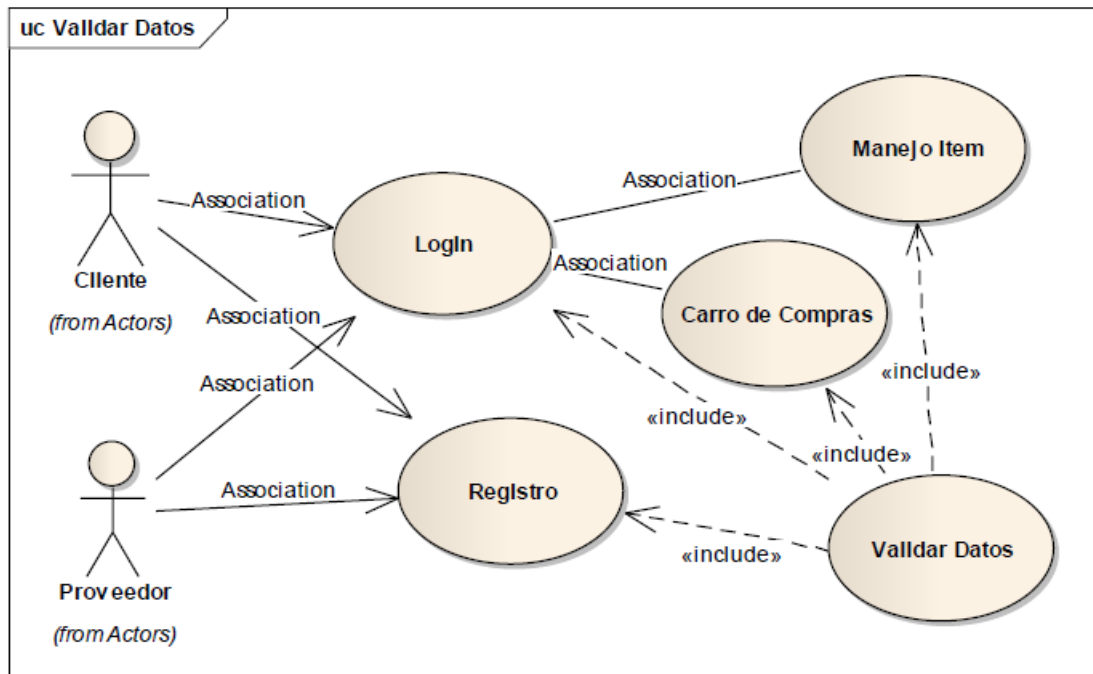 uc Validar Datos
Manejo Item
Association
Association
LogIn
Association
Carro de Compras
Cliente
(from Actors)
Association
«include»
Association
«include»
«include»
Association
Registro
Validar Datos
«include»
Proveedor
(from Actors)